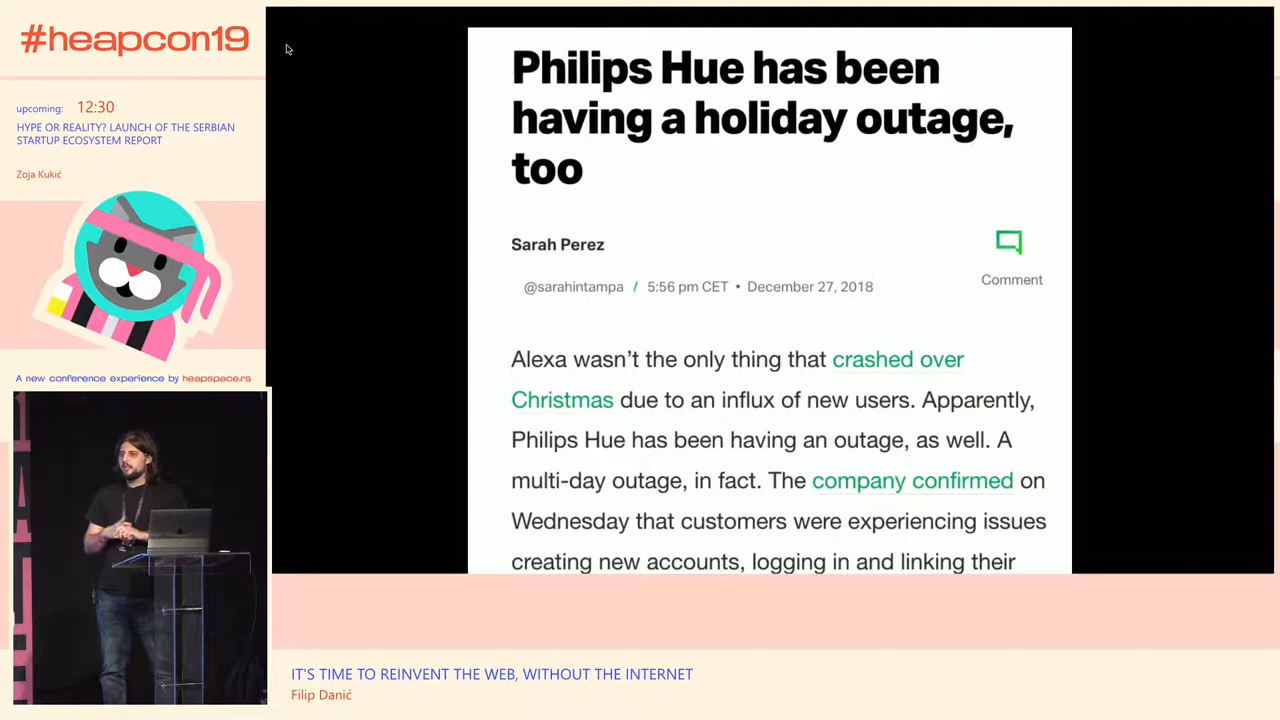 #heapcon19
upcoming: 12:30
HYPE OR REALITY? LAUNCH OF THE SERBIAN
STARTUP ECOSYSTEM REPORT
Zoja Kukić
A new conference experience by heapspace.rs
Philips Hue has been
having a holiday outage,
too
Sarah Perez
@sarahintampa / 5:56 pm CET • December 27, 2018
Comment
Alexa wasn’t the only thing that crashed over
Christmas due to an influx of new users. Apparently,
Philips Hue has been having an outage, as well. A
multi-day outage, in fact. The company confirmed on
Wednesday that customers were experiencing issues
creating new accounts, logging in and linking their
IT'S TIME TO REINVENT THE WEB, WITHOUT THE INTERNET
Filip Danić